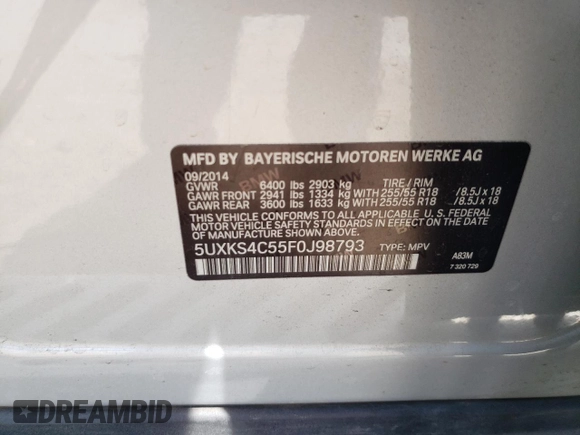 MFD BY BAYERISCHE MOTOREN WERKE AG
09/2014
GVWR 6400 lbs 2903 kg TIRE / RIM
GAWR FRONT 2941 lbs 1334 kg WITH 255/55 R18 /8.5J x 18
GAWR REAR 3600 lbs 1633 kg WITH 255/55 R18 /8.5J x 18
THIS VEHICLE CONFORMS TO ALL APPLICABLE U.S. FEDERAL
MOTOR VEHICLE SAFETY STANDARDS IN EFFECT
ON THE DATE OF MANUFACTURE SHOWN ABOVE.
5UXKS4C55F0J98793 TYPE: MPV
A83M
7 320 729
DREAMBID